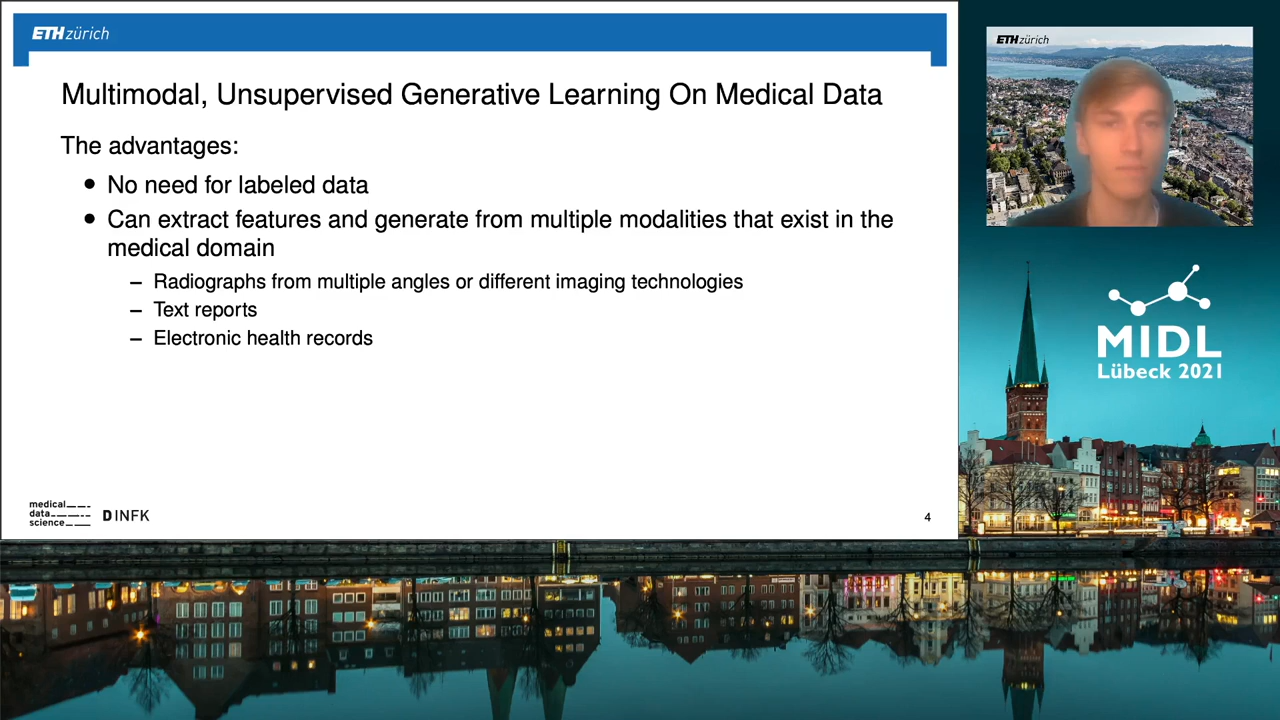 ETH zürich
Multimodal, Unsupervised Generative Learning On Medical Data
The advantages:
• No need for labeled data
• Can extract features and generate from multiple modalities that exist in the
medical domain
– Radiographs from multiple angles or different imaging technologies
– Text reports
– Electronic health records
medical
data
science
D INFK
4
ETH zürich
MIDL
Lübeck 2021